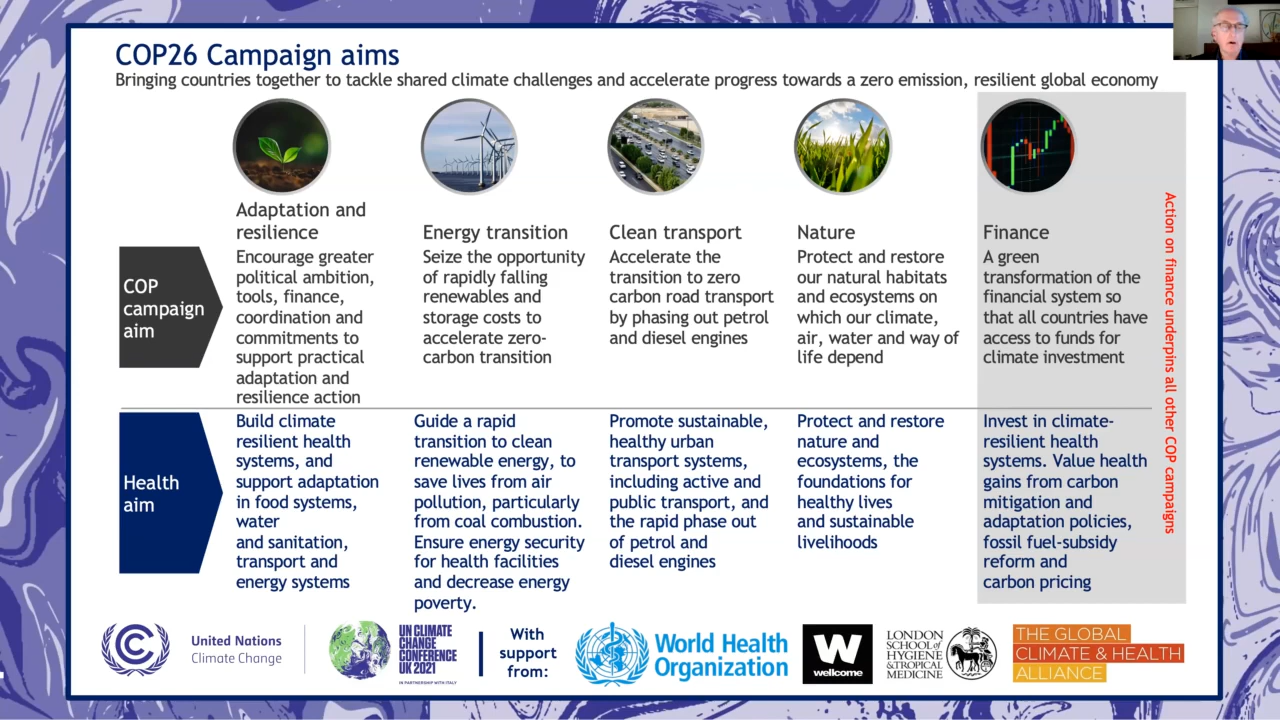 COP26 Campaign aims
Bringing countries together to tackle shared climate challenges and accelerate progress towards a zero emission, resilient global economy
Adaptation and
resilience
Energy transition
Clean transport
Nature
Finance
COP
campaign
aim
Encourage greater
political ambition,
tools, finance,
coordination and
commitments to
support practical
adaptation and
resilience action
Seize the opportunity
of rapidly falling
renewables and
storage costs to
accelerate zero-
carbon transition
Accelerate the
transition to zero
carbon road transport
by phasing out petrol
and diesel engines
Protect and restore
our natural habitats
and ecosystems on
which our climate,
air, water and way of
life depend
A green
transformation of the
financial system so
that all countries have
access to funds for
climate investment
Health
aim
Build climate
resilient health
systems, and
support adaptation
in food systems,
water
and sanitation,
transport and
energy systems
Guide a rapid
transition to clean
renewable energy, to
save lives from air
pollution, particularly
from coal combustion.
Ensure energy security
for health facilities
and decrease energy
poverty.
Promote sustainable,
healthy urban
transport systems,
including active and
public transport, and
the rapid phase out
of petrol and
diesel engines
Protect and restore
nature and
ecosystems, the
foundations for
healthy lives
and sustainable
livelihoods
Invest in climate-
resilient health
systems. Value health
gains from carbon
mitigation and
adaptation policies,
fossil fuel-subsidy
reform and
carbon pricing
Action on finance underpins all other COP campaigns
United Nations
Climate Change
UN CLIMATE
CHANGE
CONFERENCE
UK 2021
IN PARTNERSHIP WITH ITALY
With
support
from:
World Health
Organization
W
wellcome
LONDON
SCHOOL of
HYGIENE
&TROPICAL
MEDICINE
THE GLOBAL
CLIMATE & HEALTH
ALLIANCE